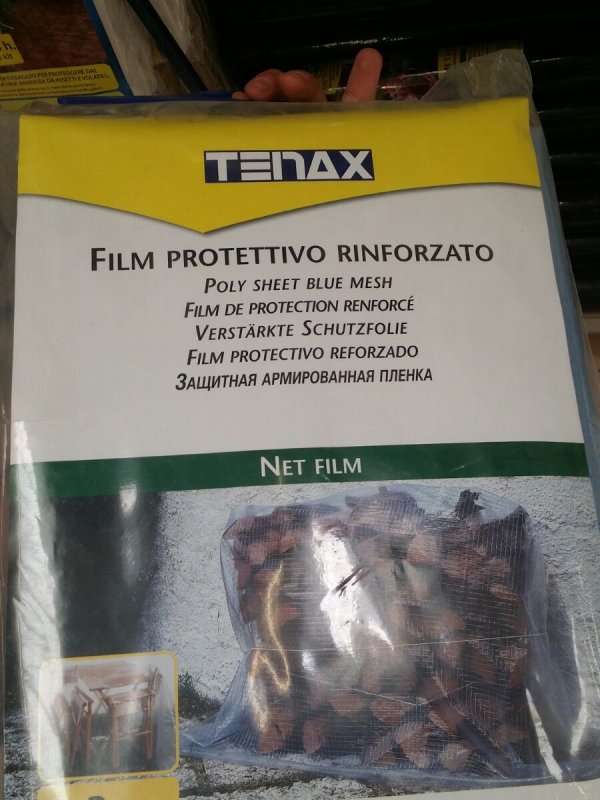 TENAX
FILM PROTETTIVO RINFORZATO
POLY SHEET BLUE MESH
FILM DE PROTECTION RENFORCÉ
VERSTÄRKTE SCHUTZFOLIE
FILM PROTECTIVO REFORZADO
ЗАЩИТНАЯ АРМИРОВАННАЯ ПЛЕНКА
NET FILM